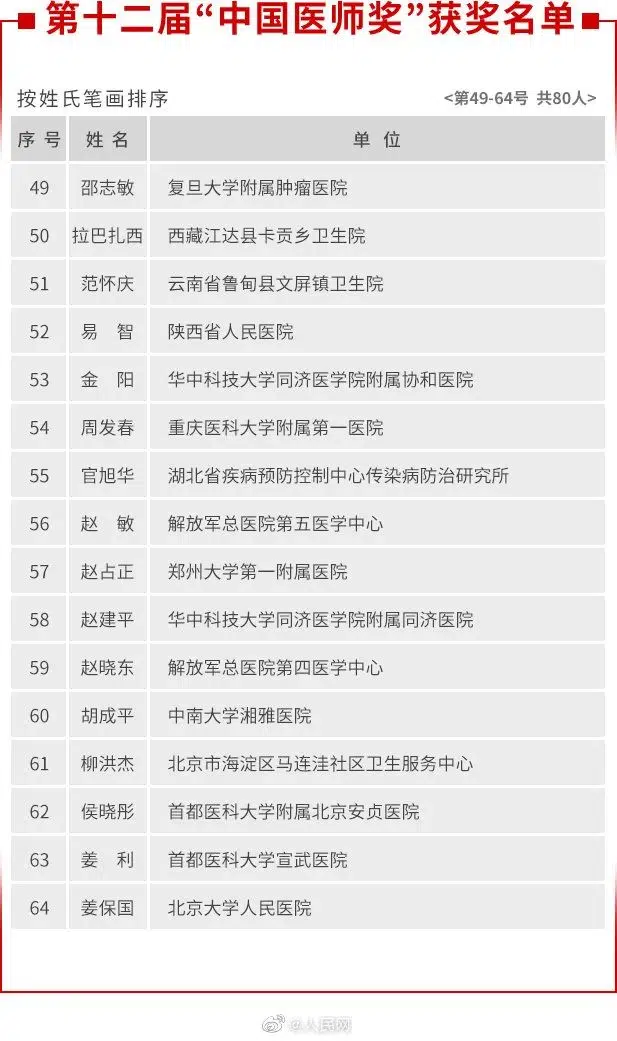 第十二届“中国医师奖”获奖名单
按姓氏笔画排序 <第49-64号 共80人>
序 号 姓 名 单 位
49 邵志敏 复旦大学附属肿瘤医院
50 拉巴扎西 西藏江达县卡贡乡卫生院
51 范怀庆 云南省鲁甸县文屏镇卫生院
52 易 智 陕西省人民医院
53 金 阳 华中科技大学同济医学院附属协和医院
54 周发春 重庆医科大学附属第一医院
55 官旭华 湖北省疾病预防控制中心传染病防治研究所
56 赵 敏 解放军总医院第五医学中心
57 赵占正 郑州大学第一附属医院
58 赵建平 华中科技大学同济医学院附属同济医院
59 赵晓东 解放军总医院第四医学中心
60 胡成平 中南大学湘雅医院
61 柳洪杰 北京市海淀区马连洼社区卫生服务中心
62 侯晓彤 首都医科大学附属北京安贞医院
63 姜 利 首都医科大学宣武医院
64 姜保国 北京大学人民医院
@人民网